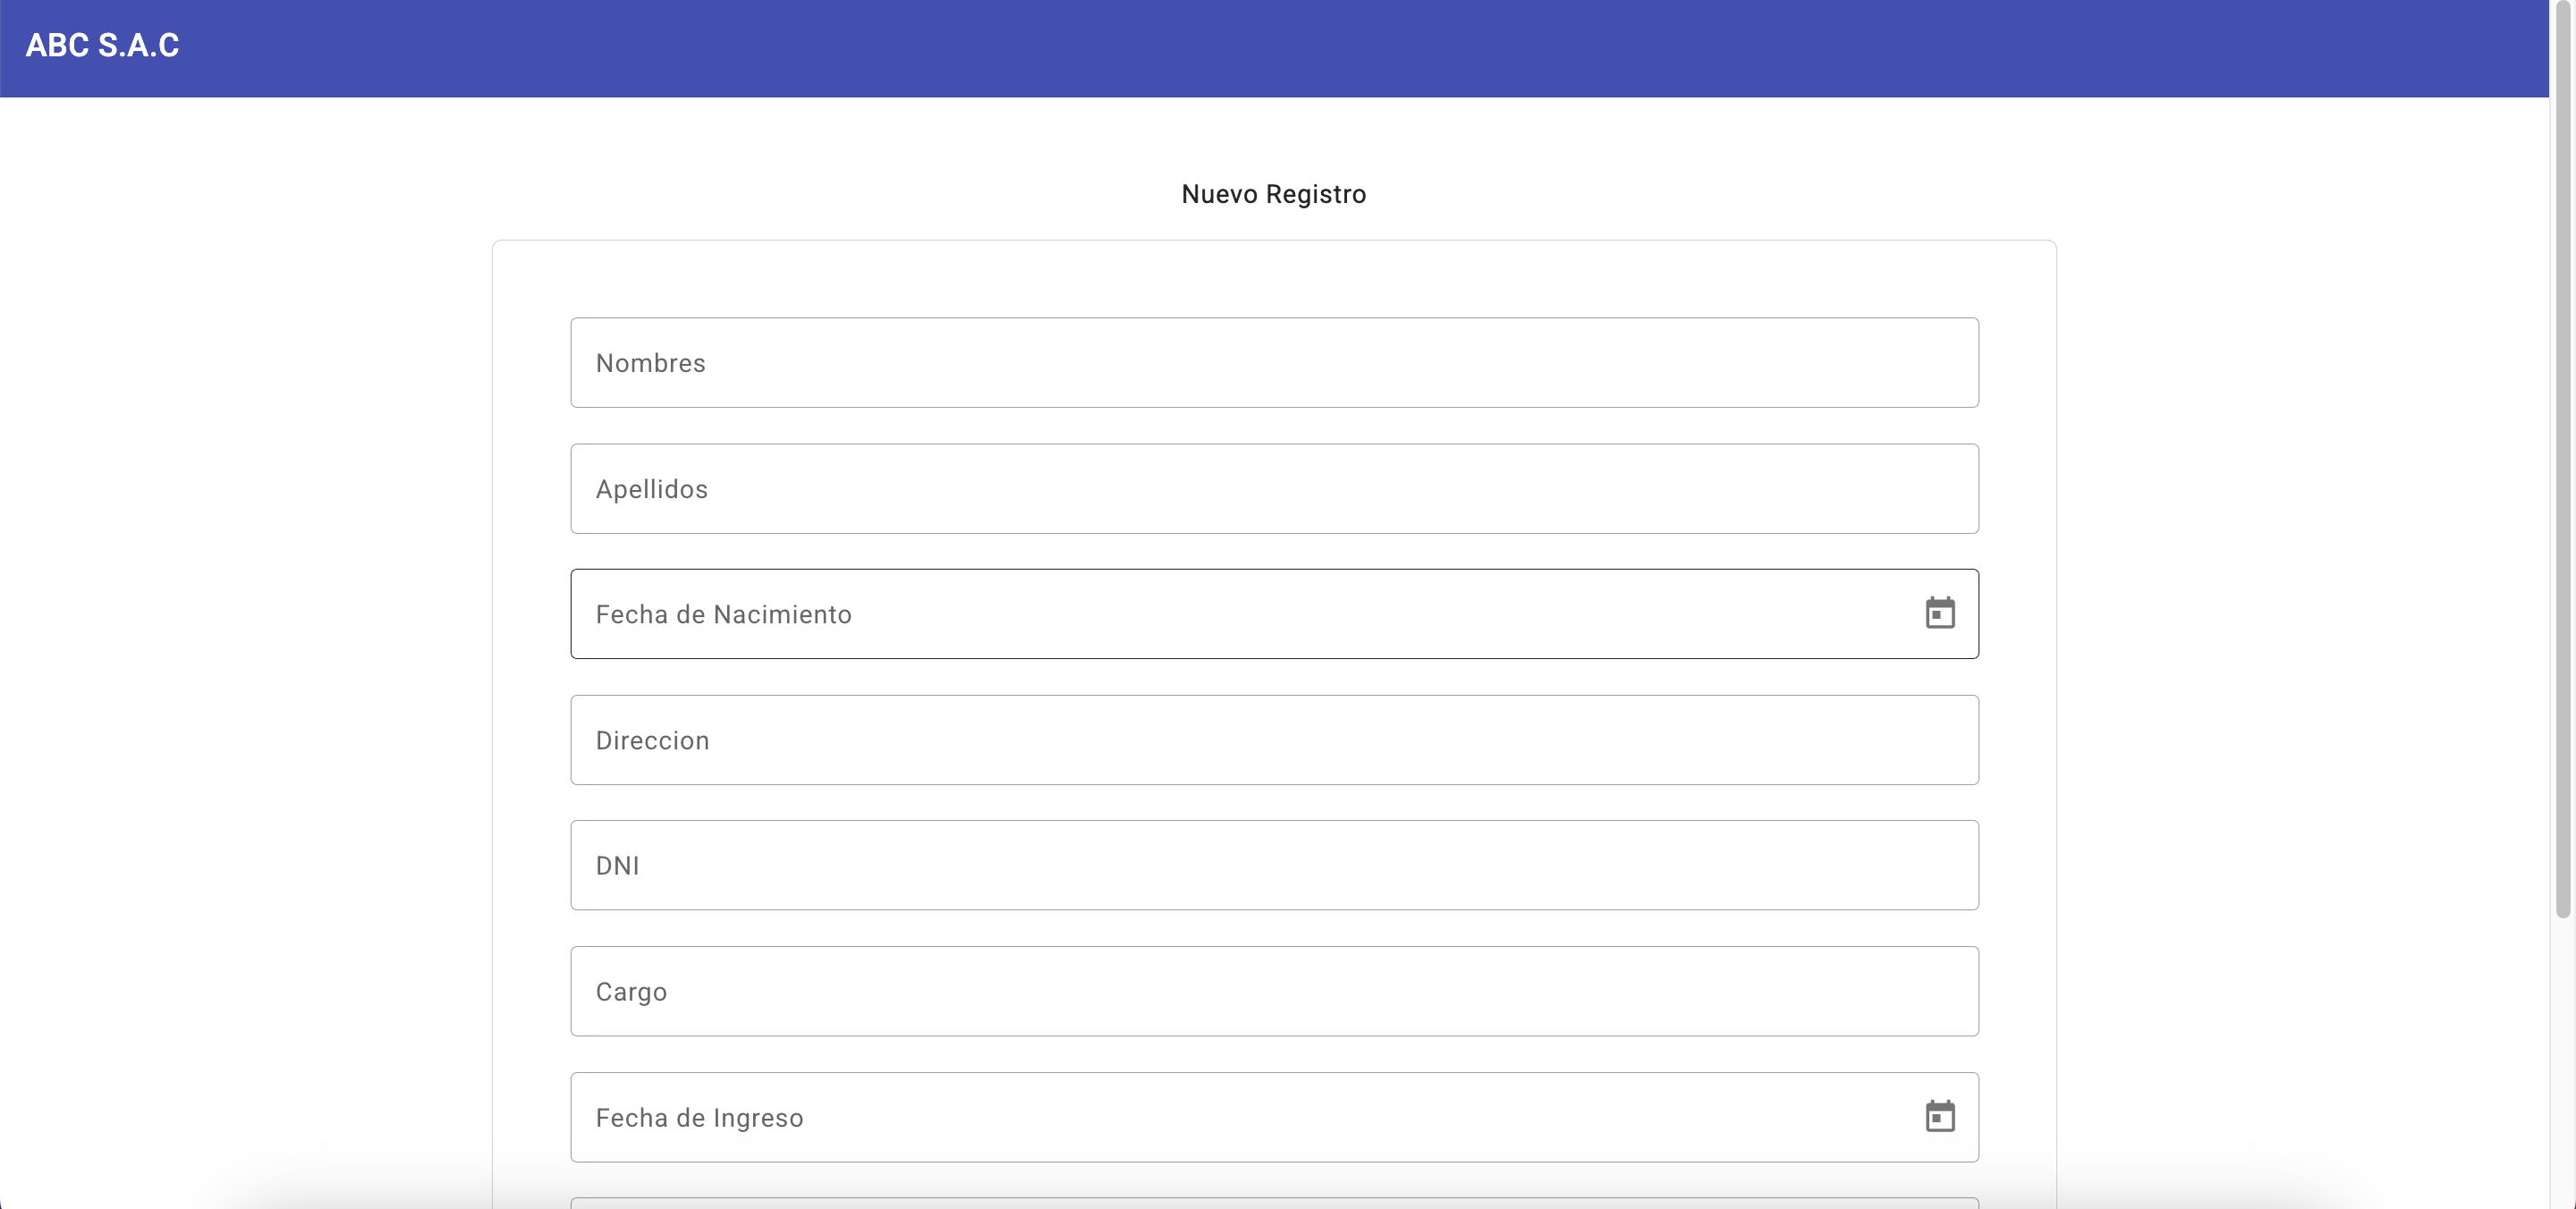 ABC S.A.C
Nuevo Registro
Nombres
Apellidos
Fecha de Nacimiento
Direccion
DNI
Cargo
Fecha de Ingreso